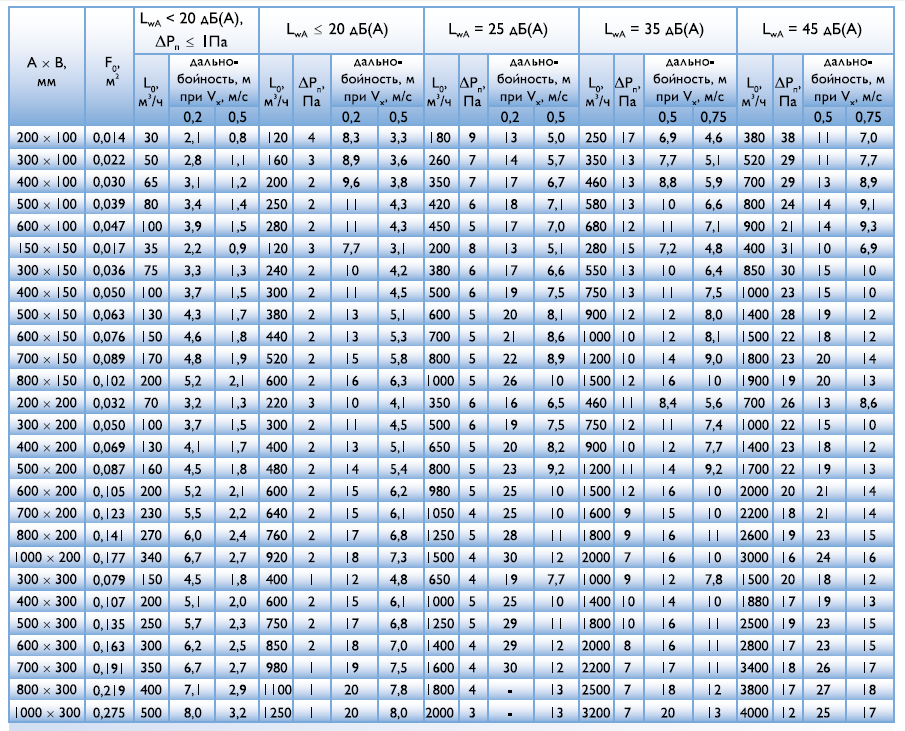 A × B, мм F₀, м² LwA < 20 дБ(А), ΔPп ≤ 1Па LwA ≤ 20 дБ(А) LwA = 25 дБ(А) LwA = 35 дБ(А) LwA = 45 дБ(А)
L₀, м³/ч дально-бойность, м при Vx, м/с L₀, м³/ч ΔPп, Па дально-бойность, м при Vx, м/с L₀, м³/ч ΔPп, Па дально-бойность, м при Vx, м/с L₀, м³/ч ΔPп, Па дально-бойность, м при Vx, м/с L₀, м³/ч ΔPп, Па дально-бойность, м при Vx, м/с
0,2 0,5 0,2 0,5 0,2 0,5 0,5 0,75 0,5 0,75
200 × 100 0,014 30 2,1 0,8 120 4 8,3 3,3 180 9 13 5,0 250 17 6,9 4,6 380 38 11 7,0
300 × 100 0,022 50 2,8 1,1 160 3 8,9 3,6 260 7 14 5,7 350 13 7,7 5,1 520 29 11 7,7
400 × 100 0,030 65 3,1 1,2 200 2 9,6 3,8 350 7 17 6,7 460 13 8,8 5,9 700 29 13 8,9
500 × 100 0,039 80 3,4 1,4 250 2 11 4,3 420 6 18 7,1 580 13 10 6,6 800 24 14 9,1
600 × 100 0,047 100 3,9 1,5 280 2 11 4,3 450 5 17 7,0 680 12 11 7,1 900 21 14 9,3
150 × 150 0,017 35 2,2 0,9 120 3 7,7 3,1 200 8 13 5,1 280 15 7,2 4,8 400 31 10 6,9
300 × 150 0,036 75 3,3 1,3 240 2 10 4,2 380 6 17 6,6 550 13 10 6,4 850 30 15 10
400 × 150 0,050 100 3,7 1,5 300 2 11 4,5 500 6 19 7,5 750 13 11 7,5 1000 23 15 10
500 × 150 0,063 130 4,3 1,7 380 2 13 5,1 600 5 20 8,1 900 12 12 8,0 1400 28 19 12
600 × 150 0,076 150 4,6 1,8 440 2 13 5,3 700 5 21 8,6 1000 10 12 8,1 1500 22 18 12
700 × 150 0,089 170 4,8 1,9 520 2 15 5,8 800 5 22 8,9 1200 10 14 9,0 1800 23 20 14
800 × 150 0,102 200 5,2 2,1 600 2 16 6,3 1000 5 26 10 1500 12 16 10 1900 19 20 13
200 × 200 0,032 70 3,2 1,3 220 3 10 4,1 350 6 16 6,5 460 11 8,4 5,6 700 26 13 8,6
300 × 200 0,050 100 3,7 1,5 300 2 11 4,5 500 6 19 7,5 750 12 11 7,4 1000 22 15 10
400 × 200 0,069 130 4,1 1,7 400 2 13 5,1 650 5 20 8,2 900 10 12 7,7 1400 23 18 12
500 × 200 0,087 160 4,5 1,8 480 2 14 5,4 800 5 23 9,2 1200 11 14 9,2 1700 22 19 13
600 × 200 0,105 200 5,2 2,1 600 2 15 6,2 980 5 25 10 1500 12 16 10 2000 20 21 14
700 × 200 0,123 230 5,5 2,2 640 2 15 6,1 1050 4 25 10 1600 9 15 10 2200 18 21 14
800 × 200 0,141 270 6,0 2,4 760 2 17 6,8 1250 5 28 11 1800 9 16 11 2600 19 23 15
1000 × 200 0,177 340 6,7 2,7 920 2 18 7,3 1500 4 30 12 2000 7 16 10 3000 16 24 16
300 × 300 0,079 150 4,5 1,8 400 1 12 4,8 650 4 19 7,7 1000 9 12 7,8 1500 20 18 12
400 × 300 0,107 200 5,1 2,0 600 2 15 6,1 1000 5 25 10 1400 10 14 10 1880 17 19 13
500 × 300 0,135 250 5,7 2,3 750 2 17 6,8 1250 5 29 11 1800 10 16 11 2500 19 23 15
600 × 300 0,163 300 6,2 2,5 850 2 18 7,0 1400 4 29 12 2000 8 16 11 2800 17 23 15
700 × 300 0,191 350 6,7 2,7 980 1 19 7,5 1600 4 30 12 2200 7 17 11 3400 18 26 17
800 × 300 0,219 400 7,1 2,9 1100 1 20 7,8 1800 4 - 13 2500 7 18 12 3800 17 27 18
1000 × 300 0,275 500 8,0 3,2 1250 1 20 8,0 2000 3 - 13 3200 7 20 13 4000 12 25 17